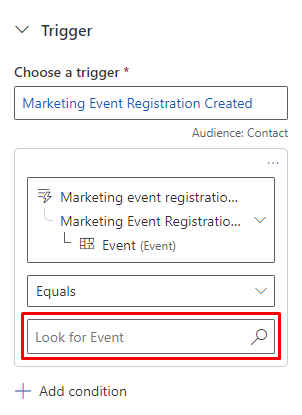 Trigger
Choose a trigger *
Marketing Event Registration Created
Audience: Contact
...
Marketing event registratio...
Marketing Event Registratio...
Event (Event)
Equals
Look for Event
Add condition